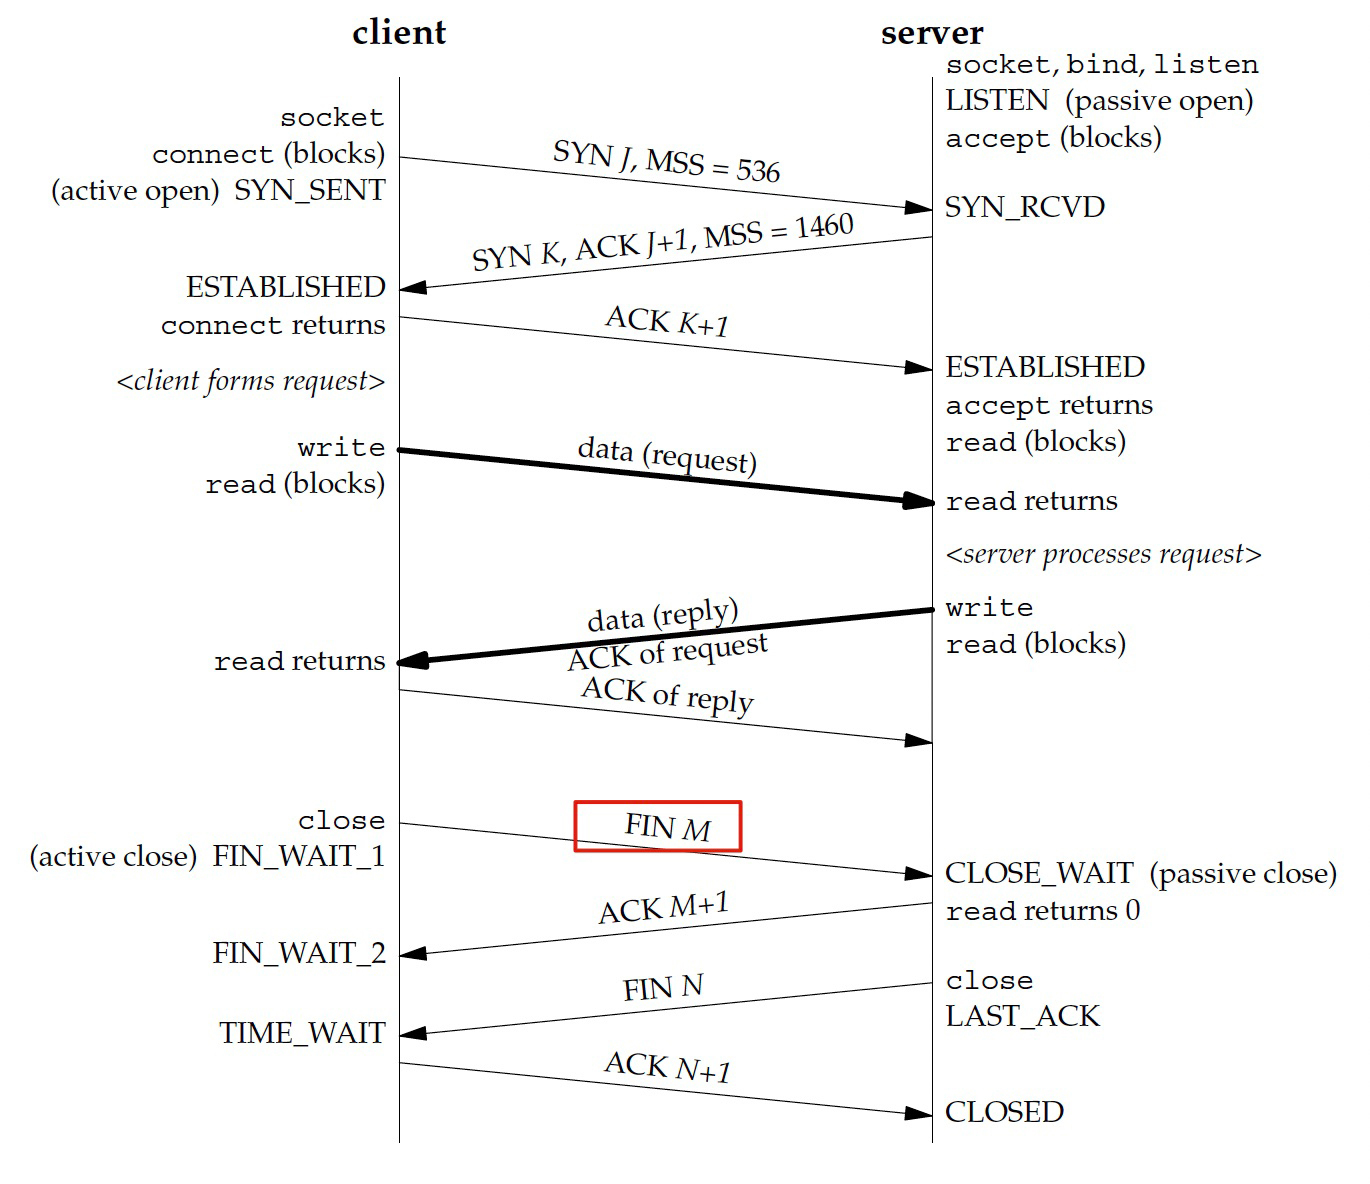 client
server
socket, bind, listen
LISTEN (passive open)
accept (blocks)
socket
connect (blocks)
(active open) SYN_SENT
SYN J, MSS = 536
SYN_RCVD
SYN K, ACK J+1, MSS = 1460
ESTABLISHED
connect returns
ACK K+1
<client forms request>
ESTABLISHED
accept returns
read (blocks)
write
read (blocks)
data (request)
read returns
<server processes request>
write
read (blocks)
data (reply)
ACK of request
read returns
ACK of reply
close
(active close) FIN_WAIT_1
FIN M
CLOSE_WAIT (passive close)
read returns 0
ACK M+1
FIN_WAIT_2
close
LAST_ACK
FIN N
TIME_WAIT
ACK N+1
CLOSED